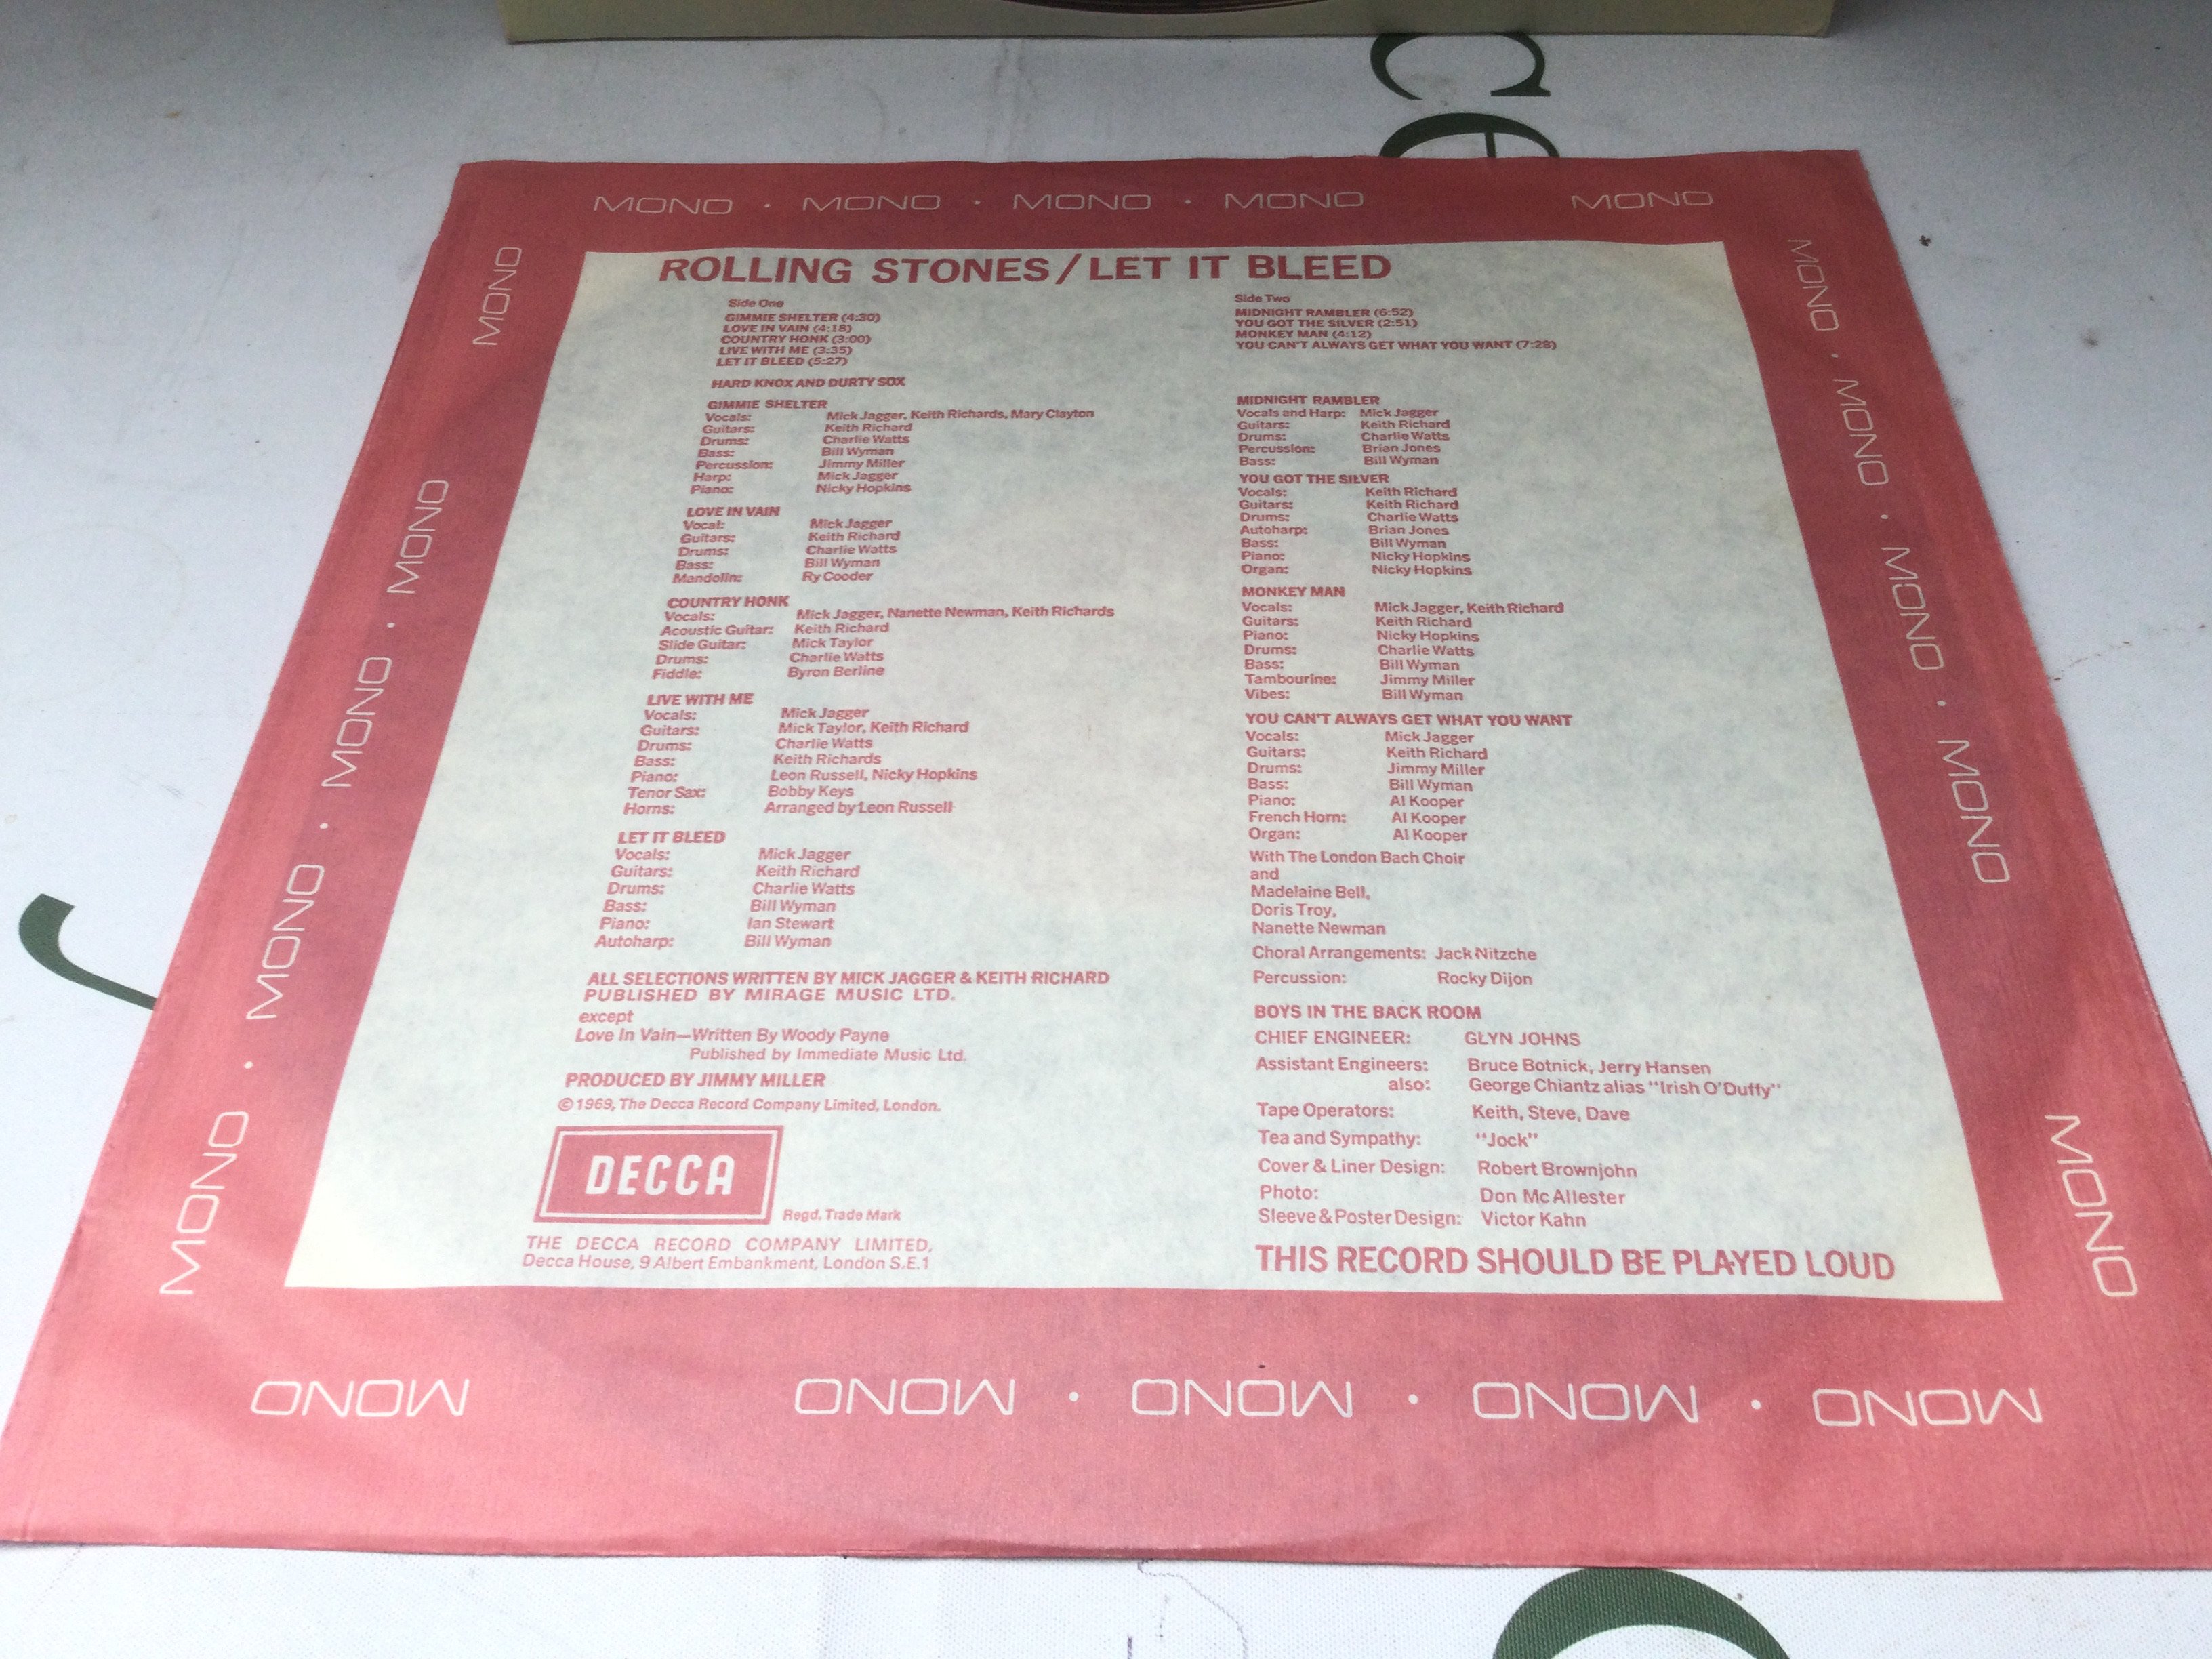 MONO · MONO · MONO · MONO MONO
MONO · MONO · MONO · MONO · MONO
ROLLING STONES/LET IT BLEED
Side One
GIMMIE SHELTER (4:30)
LOVE IN VAIN (4:18)
COUNTRY HONK (3:00)
LIVE WITH ME (3:35)
LET IT BLEED (5:27)
HARD KNOX AND DURTY SOX
GIMMIE SHELTER
Vocals: Mick Jagger, Keith Richards, Mary Clayton
Guitars: Keith Richard
Drums: Charlie Watts
Bass: Bill Wyman
Percussion: Jimmy Miller
Harp: Mick Jagger
Piano: Nicky Hopkins
LOVE IN VAIN
Vocal: Mick Jagger
Guitars: Keith Richard
Drums: Charlie Watts
Bass: Bill Wyman
Mandolin: Ry Cooder
COUNTRY HONK
Vocals: Mick Jagger, Nanette Newman, Keith Richards
Acoustic Guitar: Keith Richard
Slide Guitar: Mick Taylor
Drums: Charlie Watts
Fiddle: Byron Berline
LIVE WITH ME
Vocals: Mick Jagger
Guitars: Mick Taylor, Keith Richard
Drums: Charlie Watts
Bass: Keith Richards
Piano: Leon Russell, Nicky Hopkins
Tenor Sax: Bobby Keys
Horns: Arranged by Leon Russell
LET IT BLEED
Vocals: Mick Jagger
Guitars: Keith Richard
Drums: Charlie Watts
Bass: Bill Wyman
Piano: Ian Stewart
Autoharp: Bill Wyman
ALL SELECTIONS WRITTEN BY MICK JAGGER & KEITH RICHARD
PUBLISHED BY MIRAGE MUSIC LTD.
except
Love In Vain—Written By Woody Payne
Published by Immediate Music Ltd.
PRODUCED BY JIMMY MILLER
© 1969, The Decca Record Company Limited, London.
DECCA
Regd. Trade Mark
THE DECCA RECORD COMPANY LIMITED,
Decca House, 9 Albert Embankment, London S.E.1
Side Two
MIDNIGHT RAMBLER (6:52)
YOU GOT THE SILVER (2:51)
MONKEY MAN (4:12)
YOU CAN'T ALWAYS GET WHAT YOU WANT (7:28)
MIDNIGHT RAMBLER
Vocals and Harp: Mick Jagger
Guitars: Keith Richard
Drums: Charlie Watts
Percussion: Brian Jones
Bass: Bill Wyman
YOU GOT THE SILVER
Vocals: Keith Richard
Guitars: Keith Richard
Drums: Charlie Watts
Autoharp: Brian Jones
Bass: Bill Wyman
Piano: Nicky Hopkins
Organ: Nicky Hopkins
MONKEY MAN
Vocals: Mick Jagger, Keith Richard
Guitars: Keith Richard
Piano: Nicky Hopkins
Drums: Charlie Watts
Bass: Bill Wyman
Tambourine: Jimmy Miller
Vibes: Bill Wyman
YOU CAN'T ALWAYS GET WHAT YOU WANT
Vocals: Mick Jagger
Guitars: Keith Richard
Drums: Jimmy Miller
Bass: Bill Wyman
Piano: Al Kooper
French Horn: Al Kooper
Organ: Al Kooper
With The London Bach Choir
and
Madelaine Bell,
Doris Troy,
Nanette Newman
Choral Arrangements: Jack Nitzche
Percussion: Rocky Dijon
BOYS IN THE BACK ROOM
CHIEF ENGINEER: GLYN JOHNS
Assistant Engineers: Bruce Botnick, Jerry Hansen
also: George Chiantz alias "Irish O'Duffy"
Tape Operators: Keith, Steve, Dave
Tea and Sympathy: "Jock"
Cover & Liner Design: Robert Brownjohn
Photo: Don McAllester
Sleeve & Poster Design: Victor Kahn
THIS RECORD SHOULD BE PLAYED LOUD
MONO · MONO · MONO · MONO MONO
MONO MONO · MONO · MONO · MONO
ce